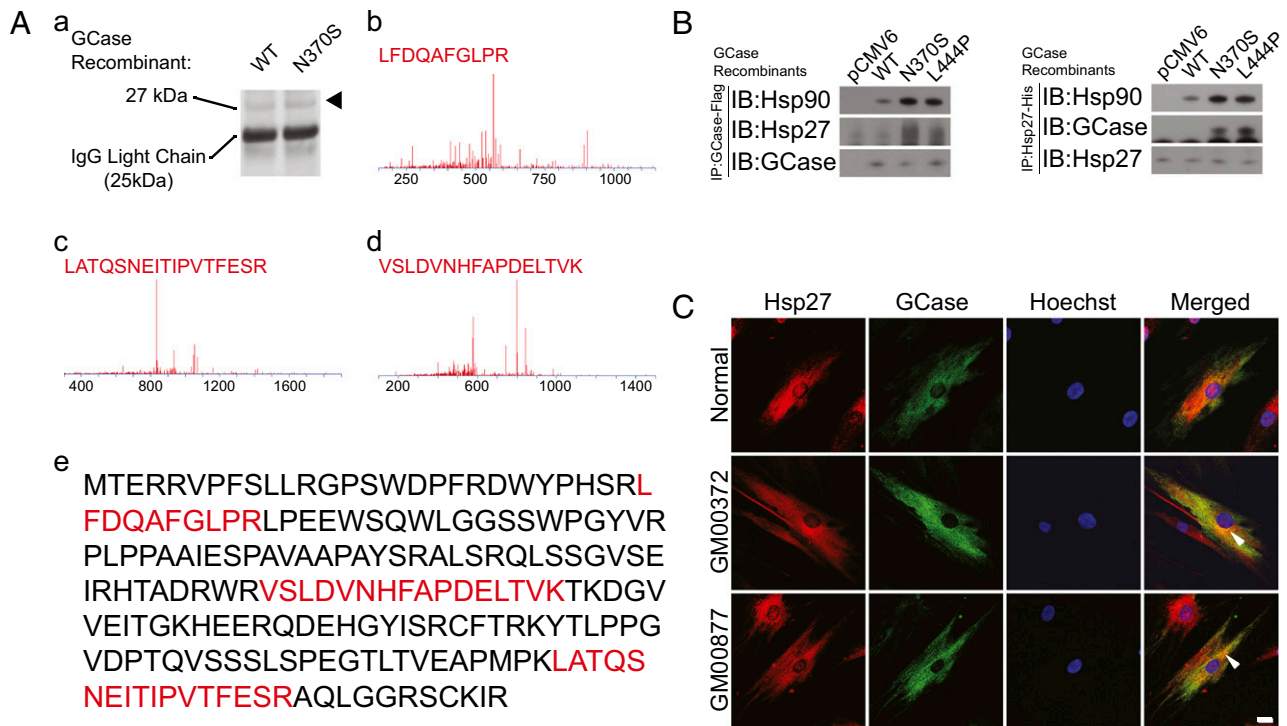 A
a
GCase
Recombinant:
WT
N370S
27 kDa
IgG Light Chain
(25kDa)
b
LFDQAFGLPR
250 500 750 1000
c
LATQSNEITIPVTFESR
400 800 1200 1600
d
VSLDVNHFAPDELTVK
200 600 1000 1400
e
MTERRVPFSLLRGPSWDPFRDWYPHSRL
FDQAFGLPRLPEEWSQWLGGSSWPGYVR
PLPPAAIESPAVAAPAYSRALSRQLSSGVSE
IRHTADRWRVSLDVNHFAPDELTVKTKDGV
VEITGKHEERQDEHGYISRCFTRKYTLPPG
VDPTQVSSSLSPEGTLTVEAPMPKLATQS
NEITIPVTFESRAQLGGRSCKIR
B
GCase
Recombinants
pCMV6
WT
N370S
L444P
IP:GCase-Flag
IB:Hsp90
IB:Hsp27
IB:GCase
GCase
Recombinants
pCMV6
WT
N370S
L444P
IP:Hsp27-His
IB:Hsp90
IB:GCase
IB:Hsp27
C
Hsp27 GCase Hoechst Merged
Normal
GM00372
GM00877